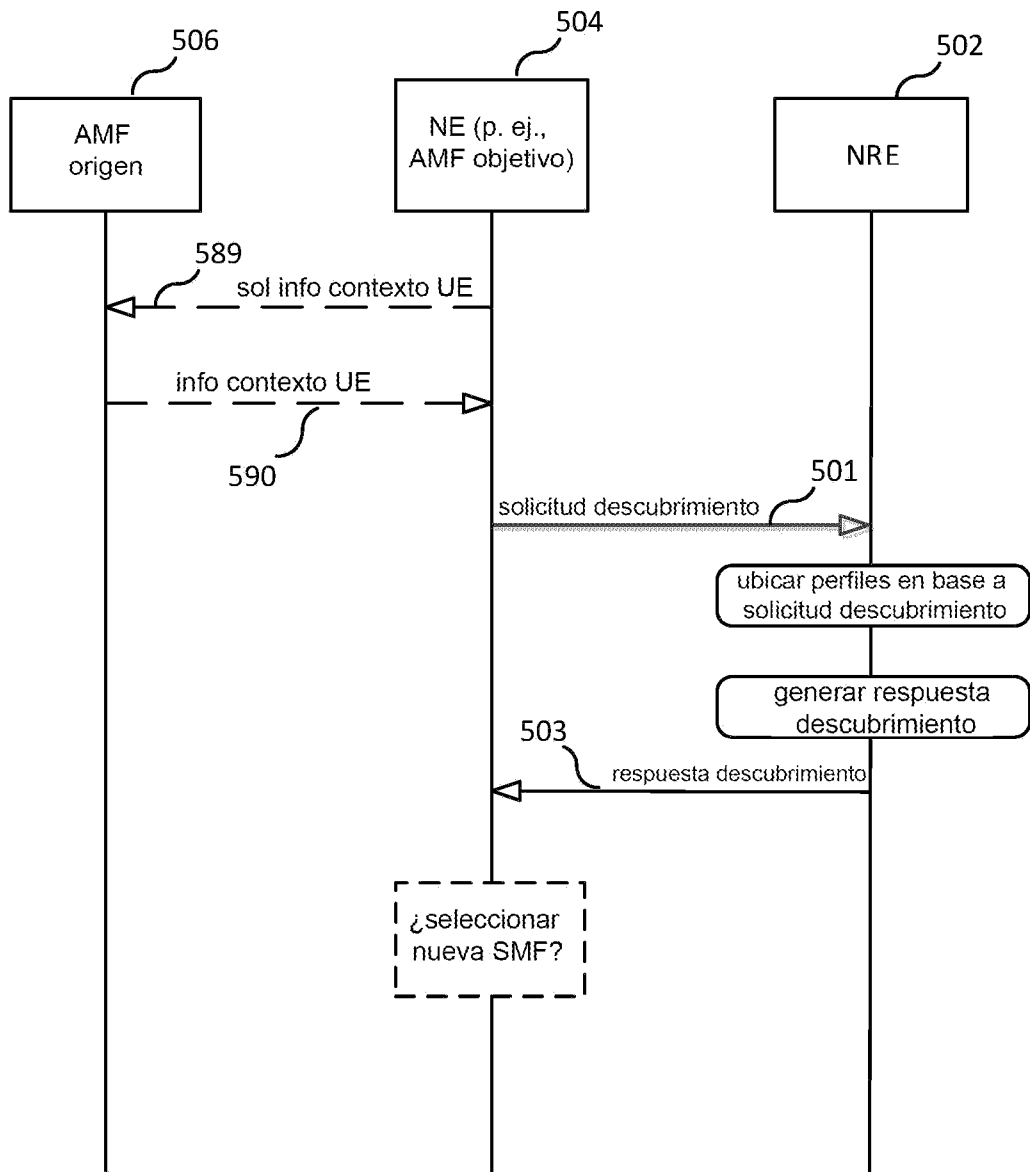 506
504
502
AMF
origen
NE (p. ej.,
AMF objetivo)
NRE
589
sol info contexto UE
info contexto UE
590
501
solicitud descubrimiento
ubicar perfiles en base a
solicitud descubrimiento
generar respuesta
descubrimiento
503
respuesta descubrimiento
¿seleccionar
nueva SMF?